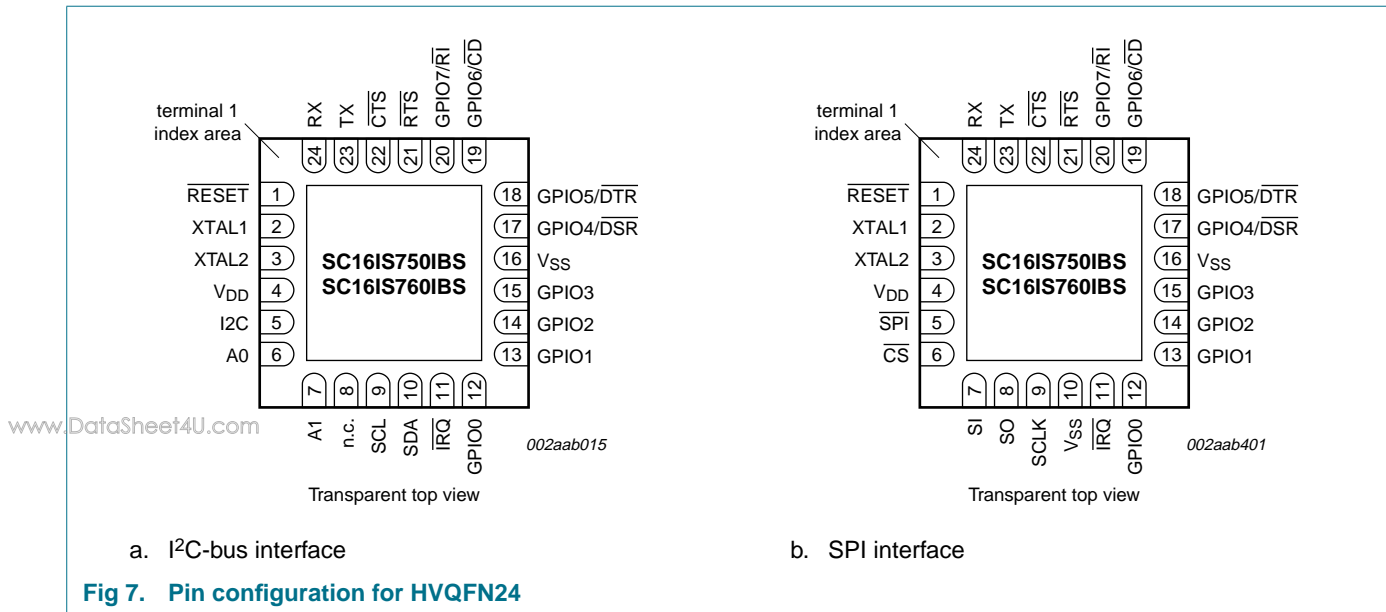 terminal 1
index area
RX
TX
CTS
RTS
GPIO7/RI
GPIO6/CD
24
23
22
21
20
19
RESET 1
XTAL1 2
XTAL2 3
VDD 4
I2C 5
A0 6
SC16IS750IBS
SC16IS760IBS
18 GPIO5/DTR
17 GPIO4/DSR
16 VSS
15 GPIO3
14 GPIO2
13 GPIO1
7
8
9
10
11
12
A1
n.c.
SCL
SDA
IRQ
GPIO0
002aab015
Transparent top view
a. I2C-bus interface
terminal 1
index area
RX
TX
CTS
RTS
GPIO7/RI
GPIO6/CD
24
23
22
21
20
19
RESET 1
XTAL1 2
XTAL2 3
VDD 4
SPI 5
CS 6
SC16IS750IBS
SC16IS760IBS
18 GPIO5/DTR
17 GPIO4/DSR
16 VSS
15 GPIO3
14 GPIO2
13 GPIO1
7
8
9
10
11
12
SI
SO
SCLK
VSS
IRQ
GPIO0
002aab401
Transparent top view
b. SPI interface
www.DataSheet4U.com
Fig 7. Pin configuration for HVQFN24